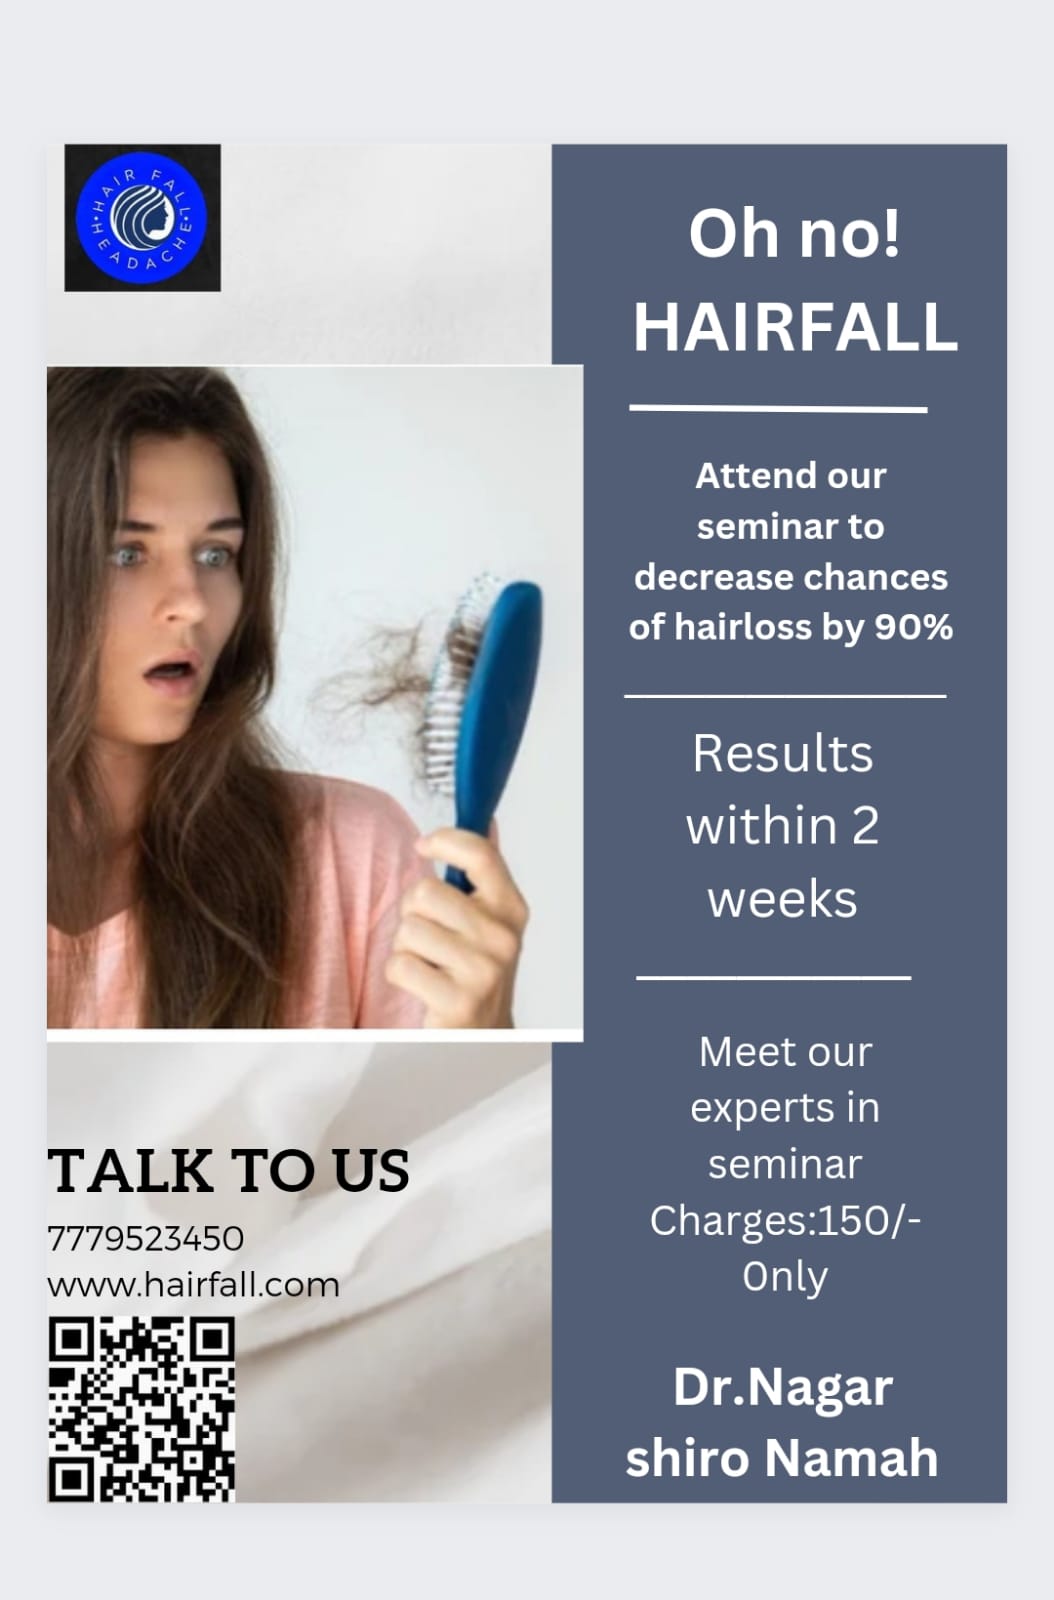 HAIR FALL
HEADACHE
Oh no!
HAIRFALL
Attend our
seminar to
decrease chances
of hairloss by 90%
Results
within 2
weeks
Meet our
experts in
seminar
Charges:150/-
Only
Dr.Nagar
shiro Namah
TALK TO US
7779523450
www.hairfall.com